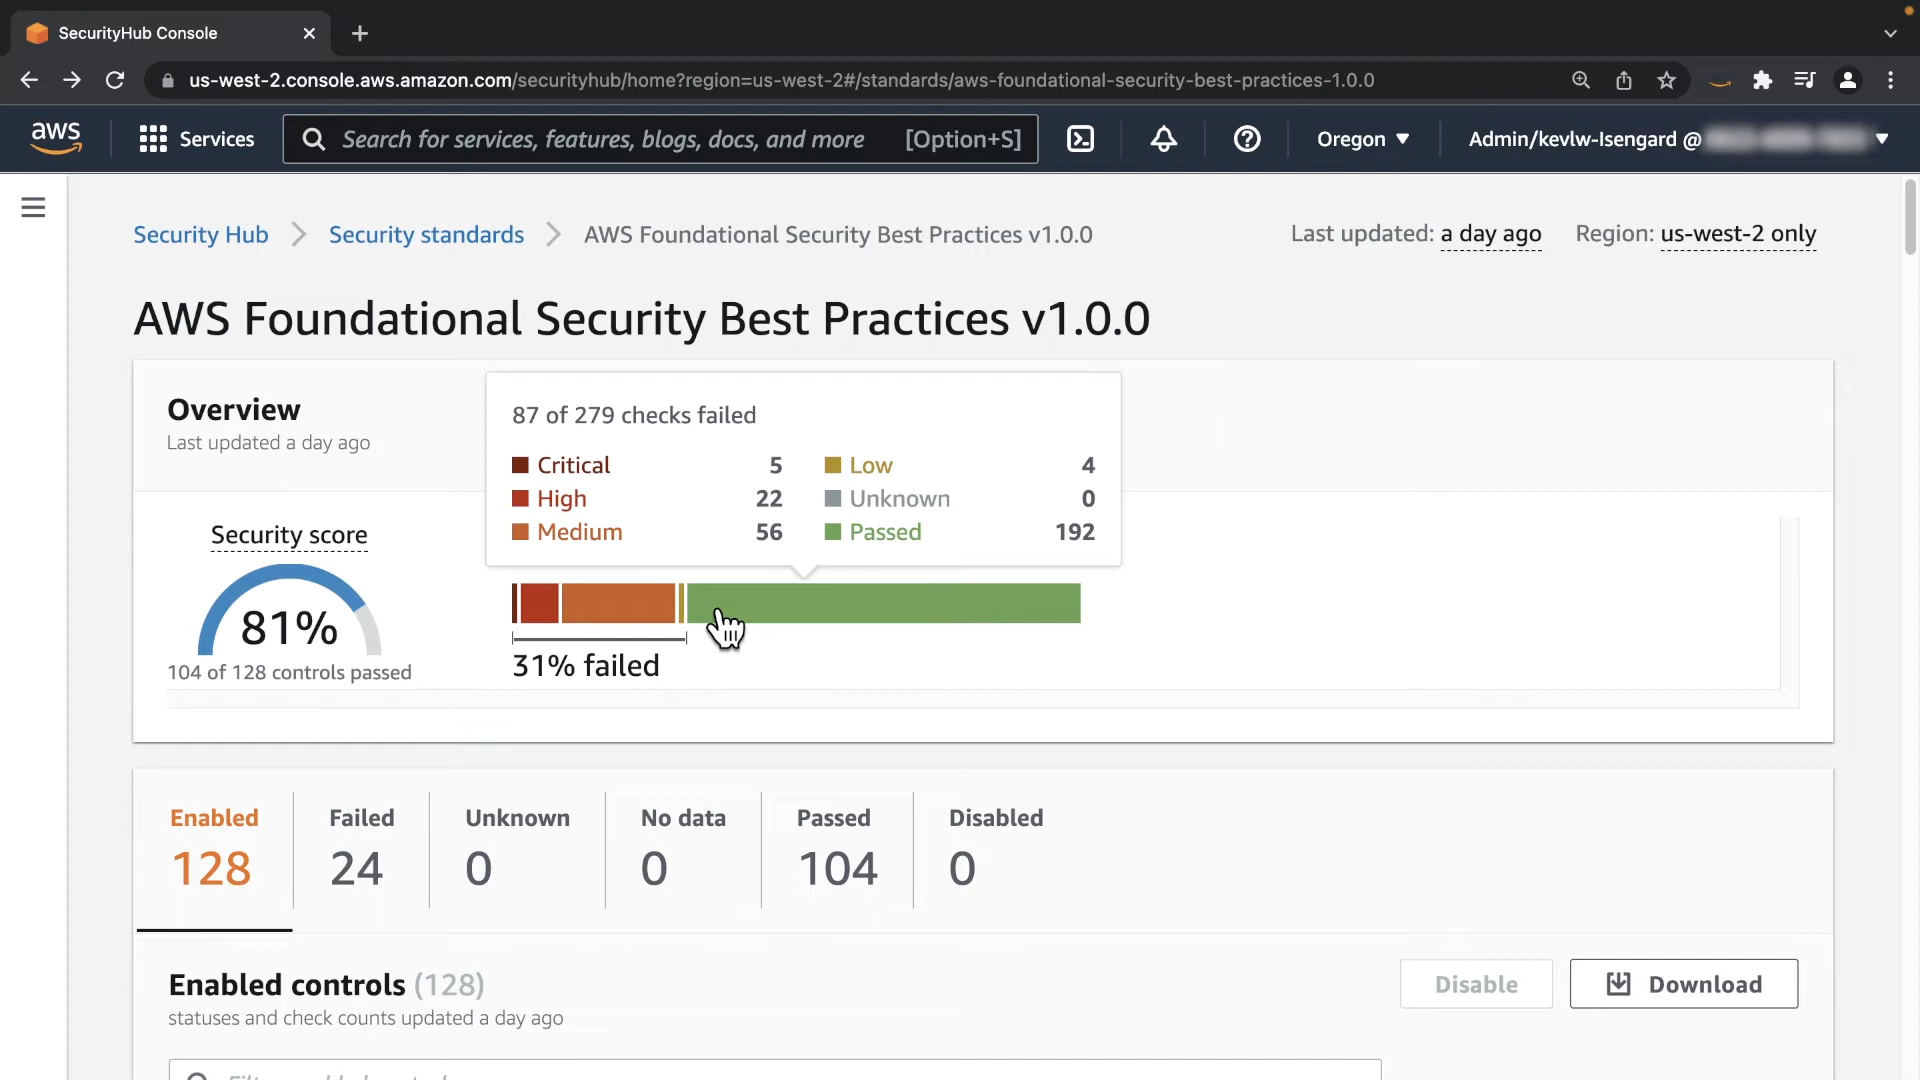 SecurityHub Console
us-west-2.console.aws.amazon.com/securityhub/home?region=us-west-2#/standards/aws-foundational-security-best-practices-1.0.0
aws
Services
Search for services, features, blogs, docs, and more [Option+S]
Oregon
Admin/kevlw-Isengard @
Security Hub
Security standards
AWS Foundational Security Best Practices v1.0.0
Last updated: a day ago
Region: us-west-2 only
AWS Foundational Security Best Practices v1.0.0
Overview
Last updated a day ago
87 of 279 checks failed
Critical 5
Low 4
High 22
Unknown 0
Medium 56
Passed 192
Security score
81%
104 of 128 controls passed
31% failed
Enabled
128
Failed
24
Unknown
0
No data
0
Passed
104
Disabled
0
Enabled controls (128)
statuses and check counts updated a day ago
Disable
Download